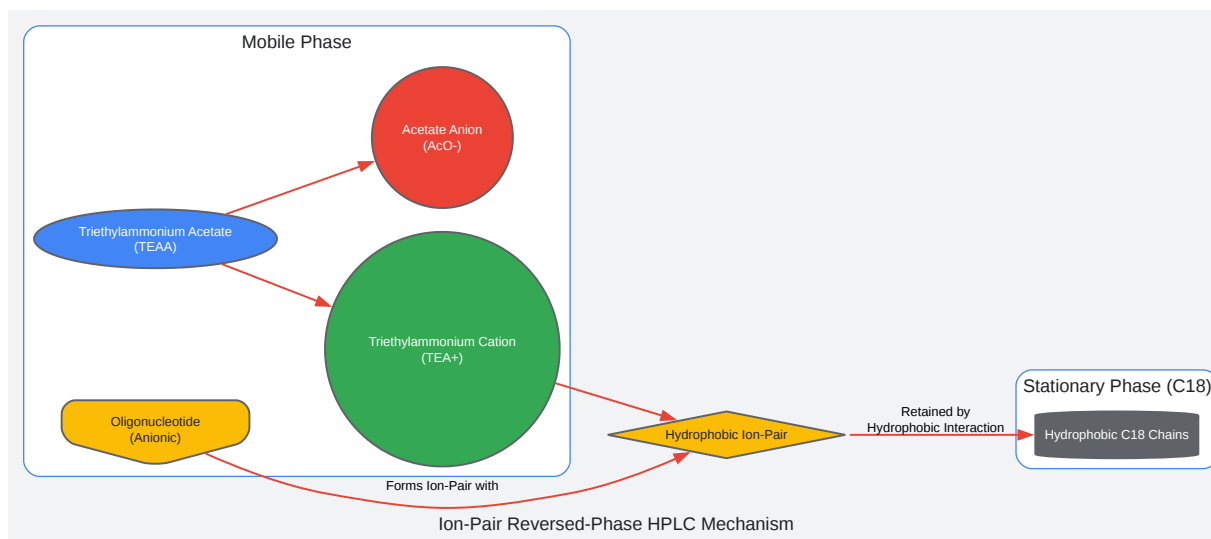 Mobile Phase
Acetate Anion
(AcO-)
Triethylammonium Acetate
(TEAA)
Triethylammonium Cation
(TEA+)
Oligonucleotide
(Anionic)
Forms Ion-Pair with
Hydrophobic Ion-Pair
Retained by
Hydrophobic Interaction
Stationary Phase (C18)
Hydrophobic C18 Chains
Ion-Pair Reversed-Phase HPLC Mechanism